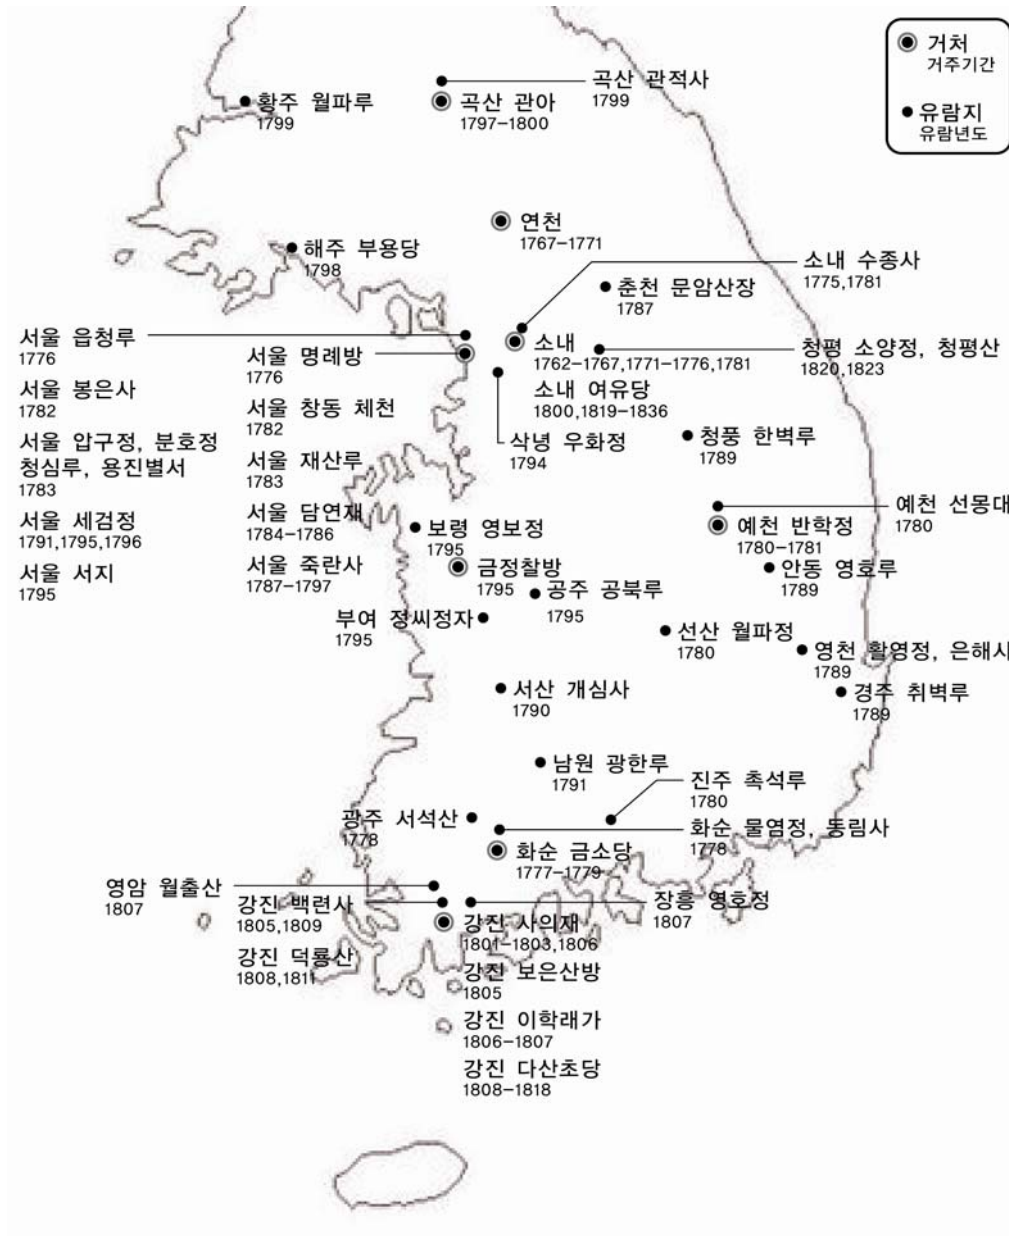 거처
거주기간
유람지
유람년도
곡산 관적사
1799
황주 월파루
1799
곡산 관아
1797-1800
연천
1767-1771
해주 부용당
1798
소내 수종사
1775,1781
춘천 문암산장
1787
서울 읍청루
1776
서울 명례방
1776
소내
1762-1767,1771-1776,1781
청평 소양정, 청평산
1820,1823
서울 봉은사
1782
서울 창동 체천
1782
소내 여유당
1800,1819-1836
서울 압구정, 분호정
청심루, 용진별서
1783
서울 재산루
1783
삭녕 우화정
1794
청풍 한벽루
1789
서울 세검정
1791,1795,1796
서울 담연재
1784-1786
보령 영보정
1795
예천 선몽대
1780
예천 반학정
1780-1781
서울 서지
1795
서울 죽란사
1787-1797
금정찰방
1795
안동 영호루
1789
공주 공북루
1795
부여 정씨정자
1795
선산 월파정
1780
영천 활영정, 은해사
1789
서산 개심사
1790
경주 취벽루
1789
남원 광한루
1791
진주 촉석루
1780
광주 서석산
1778
화순 물염정, 동림사
1778
화순 금소당
1777-1779
영암 월출산
1807
강진 백련사
1805,1809
장흥 영호정
1807
강진 사의재
1801-1803,1806
강진 덕룡산
1808,1811
강진 보은산방
1805
강진 이학래가
1806-1807
강진 다산초당
1808-1818